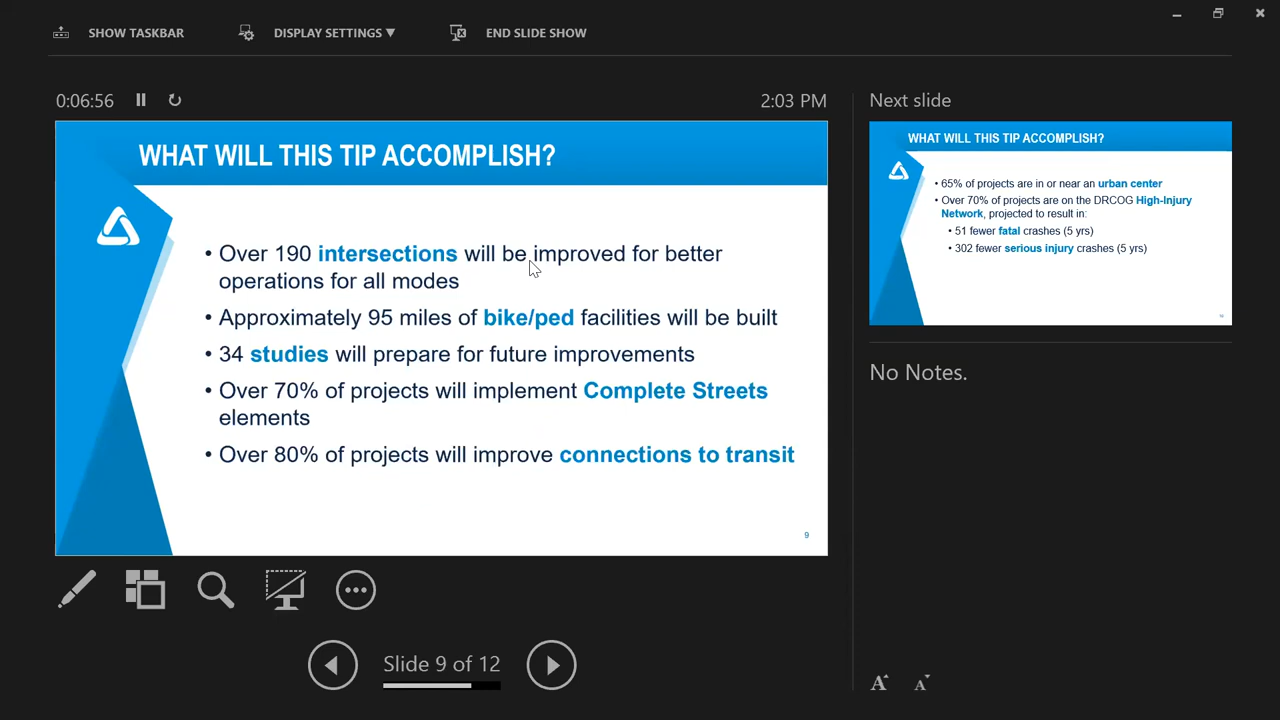 SHOW TASKBAR
DISPLAY SETTINGS ▼
END SLIDE SHOW
0:06:56
2:03 PM
WHAT WILL THIS TIP ACCOMPLISH?
• Over 190 intersections will be improved for better
operations for all modes
• Approximately 95 miles of bike/ped facilities will be built
• 34 studies will prepare for future improvements
• Over 70% of projects will implement Complete Streets
elements
• Over 80% of projects will improve connections to transit
9
Slide 9 of 12
Next slide
WHAT WILL THIS TIP ACCOMPLISH?
• 65% of projects are in or near an urban center
• Over 70% of projects are on the DRCOG High-Injury
Network, projected to result in:
• 51 fewer fatal crashes (5 yrs)
• 302 fewer serious injury crashes (5 yrs)
No Notes.
A
A